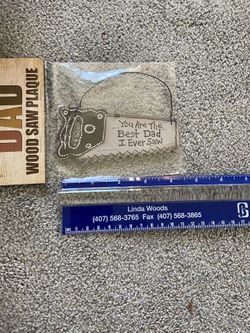 DAD
WOOD SAW PLAQUE
You Are The
Best Dad
I Ever Saw
Linda Woods
(407) 568-3765 Fax (407) 568-3865